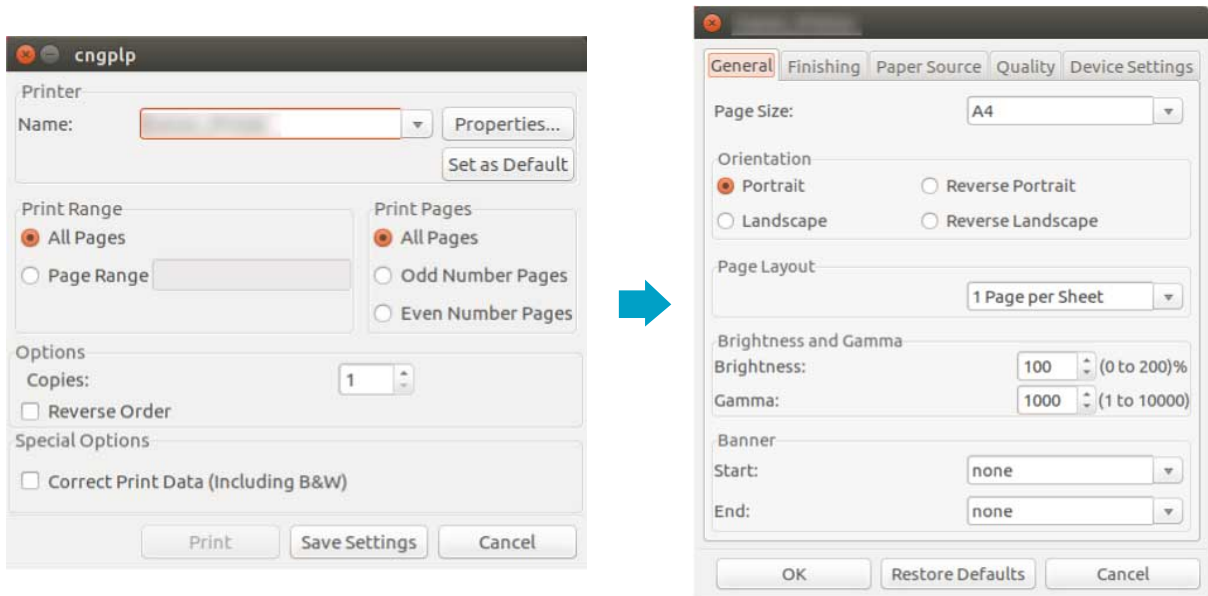 cngplp
Printer
Name:
Properties...
Set as Default
Print Range
All Pages
Page Range
Print Pages
All Pages
Odd Number Pages
Even Number Pages
Options
Copies: 1
Reverse Order
Special Options
Correct Print Data (Including B&W)
Print Save Settings Cancel
General Finishing Paper Source Quality Device Settings
Page Size: A4
Orientation
Portrait Reverse Portrait
Landscape Reverse Landscape
Page Layout
1 Page per Sheet
Brightness and Gamma
Brightness: 100 (0 to 200)%
Gamma: 1000 (1 to 10000)
Banner
Start: none
End: none
OK Restore Defaults Cancel